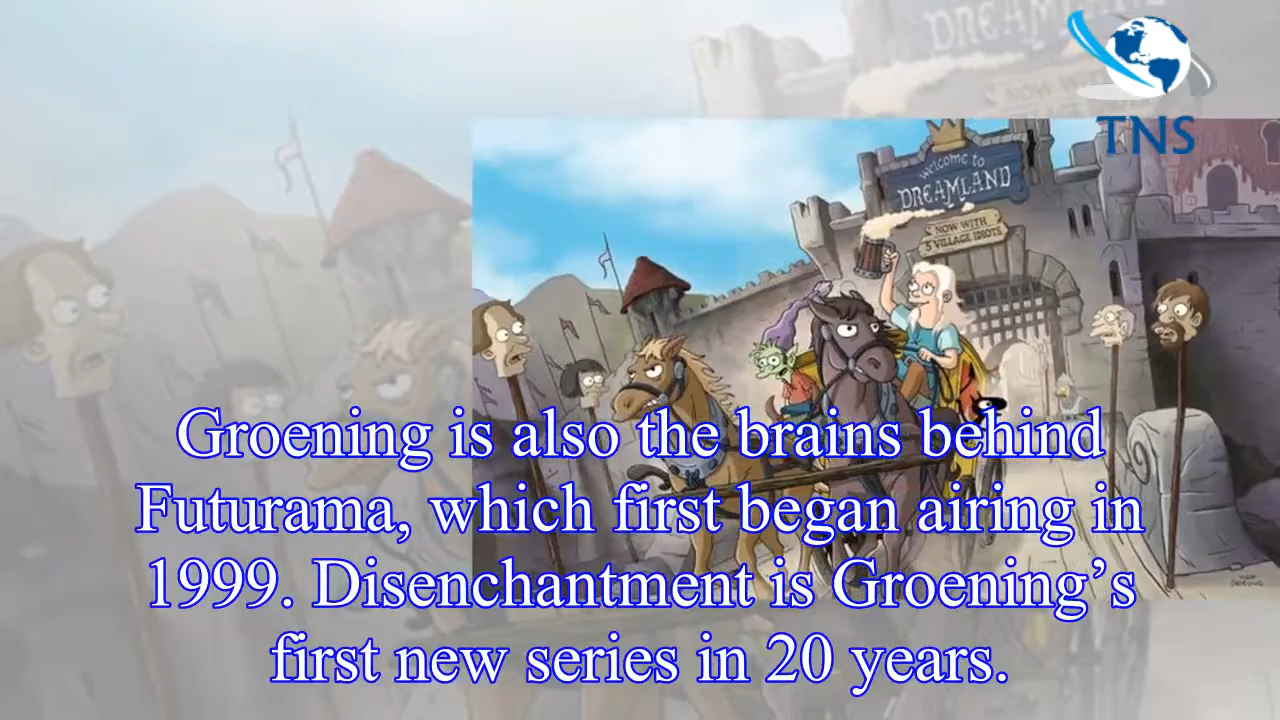 TNS
Welcome to
DREAMLAND
NOW WITH
5 VILLAGE IDIOTS
Groening is also the brains behind
Futurama, which first began airing in
1999. Disenchantment is Groening’s
first new series in 20 years.